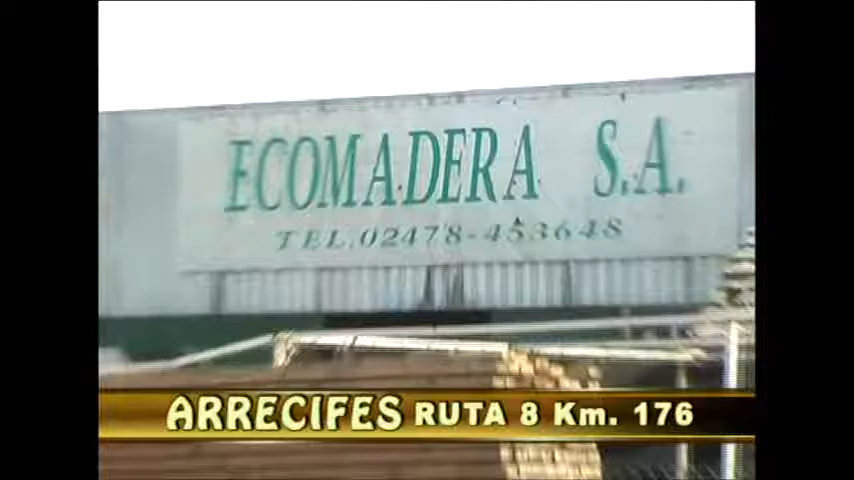 ECOMADERA S.A.
TEL.02478-453648
ARRECIFES RUTA 8 Km. 176